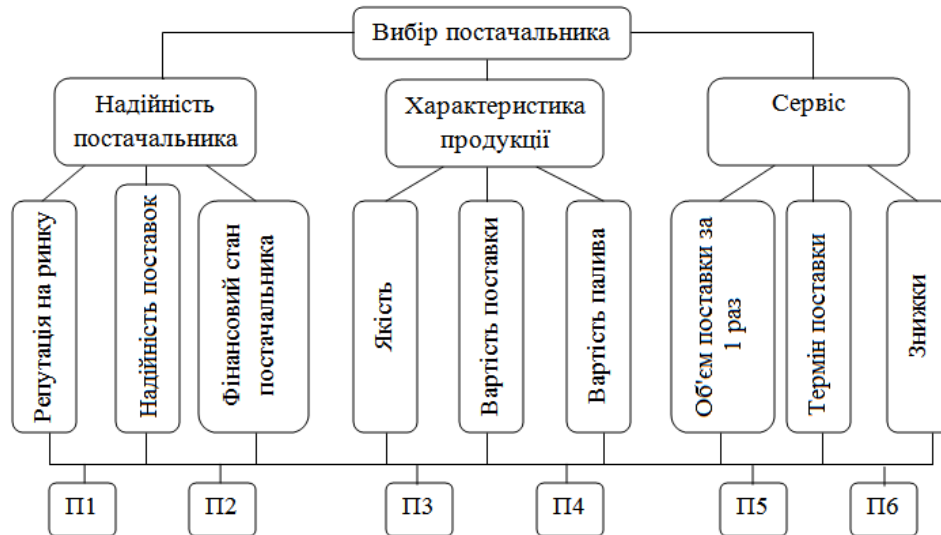 Вибір постачальника
Надійність
постачальника
Характеристика
продукції
Сервіс
Репутація на ринку
Надійність поставок
Фінансовий стан
постачальника
Якість
Вартість поставки
Вартість палива
Об'єм поставки за
1 раз
Термін поставки
Знижки
П1
П2
П3
П4
П5
П6